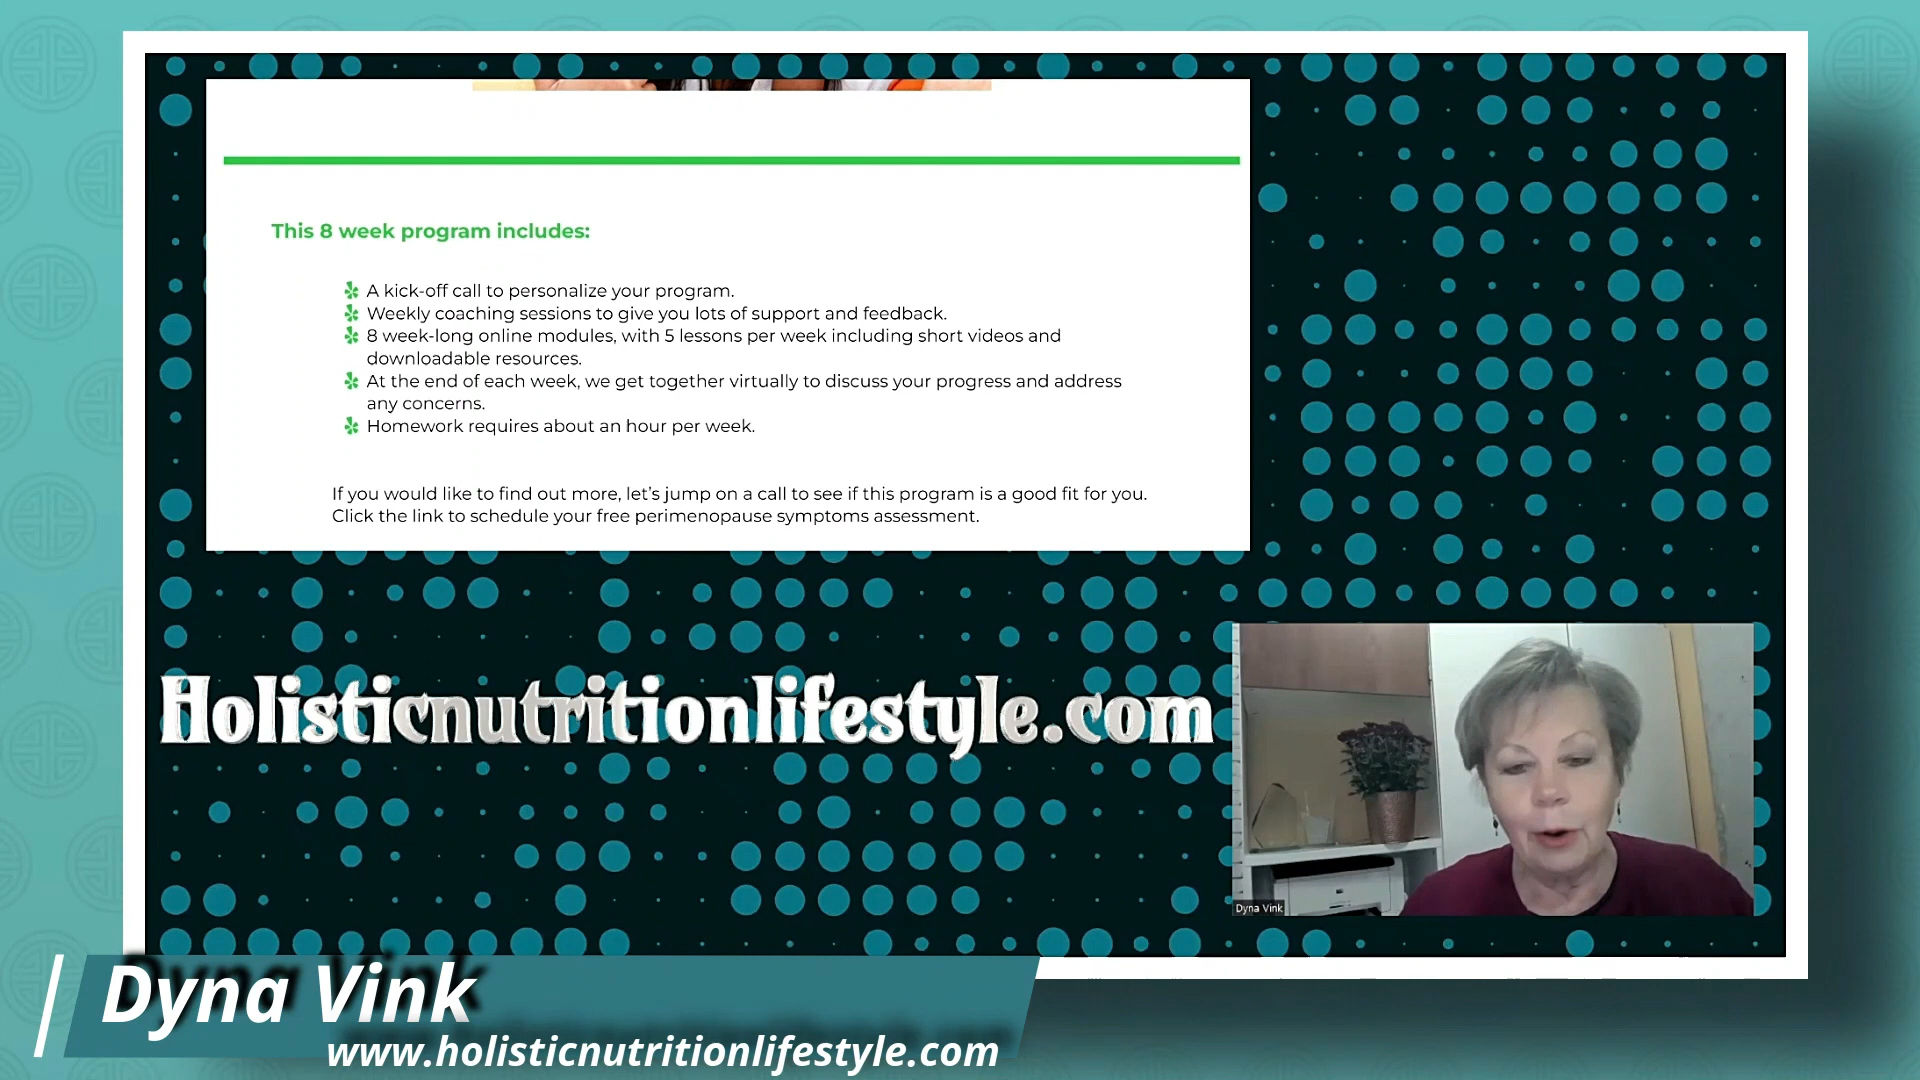 This 8 week program includes:
A kick-off call to personalize your program.
Weekly coaching sessions to give you lots of support and feedback.
8 week-long online modules, with 5 lessons per week including short videos and
downloadable resources.
At the end of each week, we get together virtually to discuss your progress and address
any concerns.
Homework requires about an hour per week.
If you would like to find out more, let's jump on a call to see if this program is a good fit for you.
Click the link to schedule your free perimenopause symptoms assessment.
Holisticnutritionlifestyle.com
Dyna Vink
Dyna Vink
www.holisticnutritionlifestyle.com